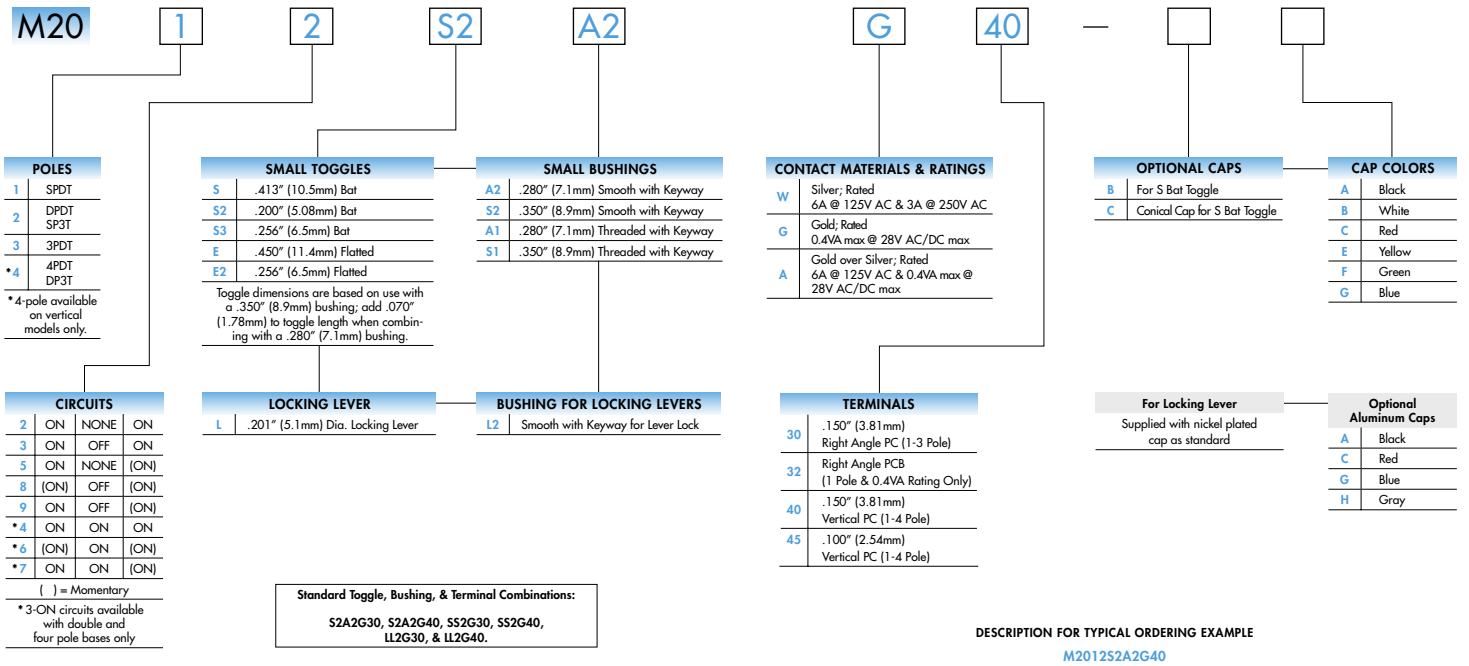 M20 1 2 S2 A2 G 40 —
POLES
1 SPDT
2 DPDT
SP3T
3 3PDT
*4 4PDT
DP3T
* 4-pole available
on vertical
models only.
SMALL TOGGLES
S .413" (10.5mm) Bat
S2 .200" (5.08mm) Bat
S3 .256" (6.5mm) Bat
E .450" (11.4mm) Flatted
E2 .256" (6.5mm) Flatted
Toggle dimensions are based on use with
a .350" (8.9mm) bushing; add .070"
(1.78mm) to toggle length when combin-
ing with a .280" (7.1mm) bushing.
SMALL BUSHINGS
A2 .280" (7.1mm) Smooth with Keyway
S2 .350" (8.9mm) Smooth with Keyway
A1 .280" (7.1mm) Threaded with Keyway
S1 .350" (8.9mm) Threaded with Keyway
CONTACT MATERIALS & RATINGS
W Silver; Rated
6A @ 125V AC & 3A @ 250V AC
G Gold; Rated
0.4VA max @ 28V AC/DC max
A Gold over Silver; Rated
6A @ 125V AC & 0.4VA max @
28V AC/DC max
OPTIONAL CAPS
B For S Bat Toggle
C Conical Cap for S Bat Toggle
CAP COLORS
A Black
B White
C Red
E Yellow
F Green
G Blue
CIRCUITS
2 ON NONE ON
3 ON OFF ON
5 ON NONE (ON)
8 (ON) OFF (ON)
9 ON OFF (ON)
*4 ON ON ON
*6 (ON) ON (ON)
*7 ON ON (ON)
( ) = Momentary
* 3-ON circuits available
with double and
four pole bases only
LOCKING LEVER
L .201" (5.1mm) Dia. Locking Lever
BUSHING FOR LOCKING LEVERS
L2 Smooth with Keyway for Lever Lock
TERMINALS
30 .150" (3.81mm)
Right Angle PC (1-3 Pole)
32 Right Angle PCB
(1 Pole & 0.4VA Rating Only)
40 .150" (3.81mm)
Vertical PC (1-4 Pole)
45 .100" (2.54mm)
Vertical PC (1-4 Pole)
For Locking Lever
Supplied with nickel plated
cap as standard
Optional
Aluminum Caps
A Black
C Red
G Blue
H Gray
Standard Toggle, Bushing, & Terminal Combinations:
S2A2G30, S2A2G40, SS2G30, SS2G40,
LL2G30, & LL2G40.
DESCRIPTION FOR TYPICAL ORDERING EXAMPLE
M2012S2A2G40